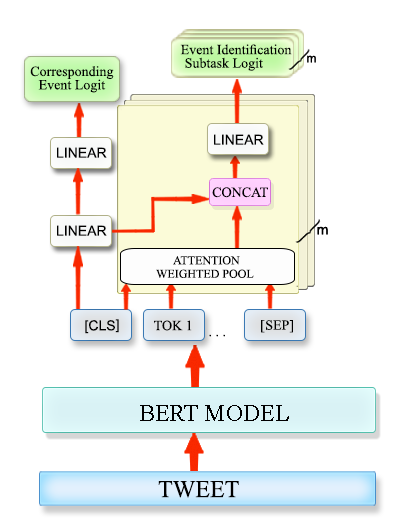 Event Identification
Subtask Logit
m
Corresponding
Event Logit
LINEAR
LINEAR
CONCAT
LINEAR
m
ATTENTION
WEIGHTED POOL
[CLS]
TOK 1
. . .
[SEP]
BERT MODEL
TWEET